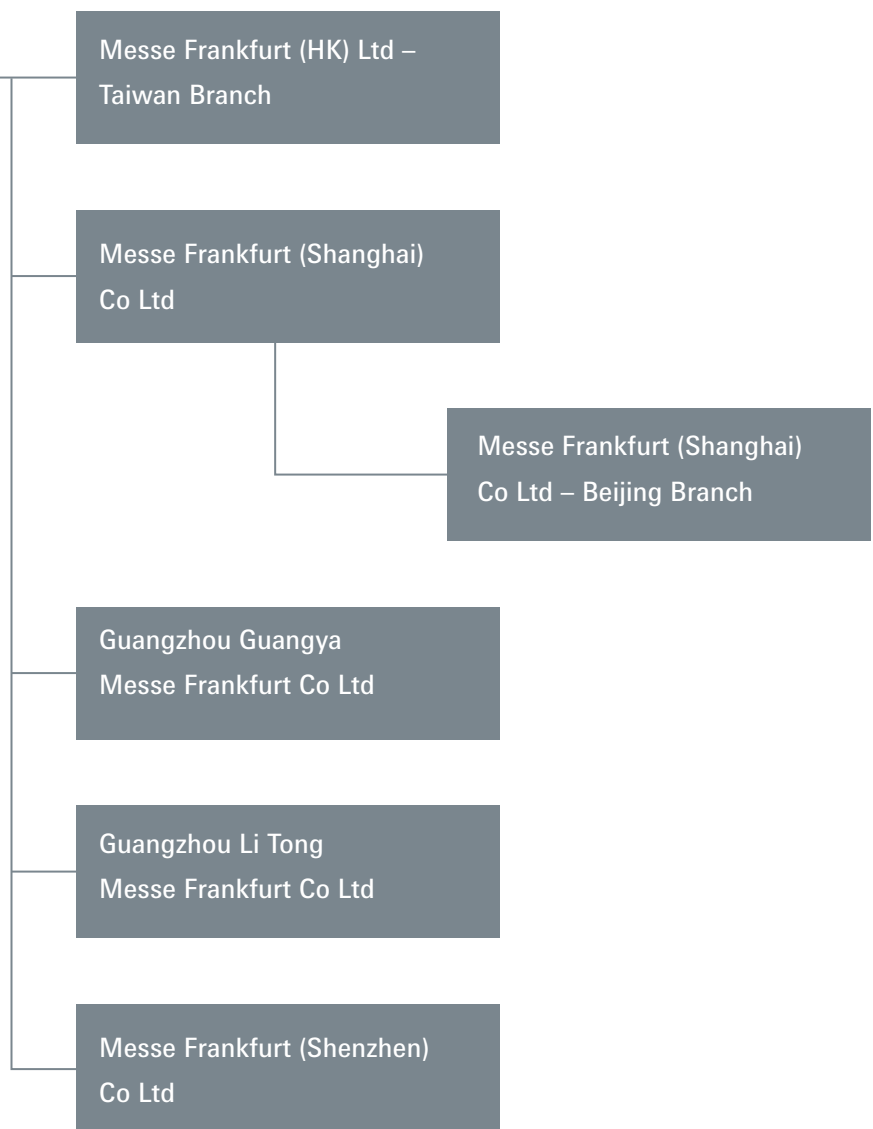 Messe Frankfurt (HK) Ltd –
Taiwan Branch
Messe Frankfurt (Shanghai)
Co Ltd
Messe Frankfurt (Shanghai)
Co Ltd – Beijing Branch
Guangzhou Guangya
Messe Frankfurt Co Ltd
Guangzhou Li Tong
Messe Frankfurt Co Ltd
Messe Frankfurt (Shenzhen)
Co Ltd